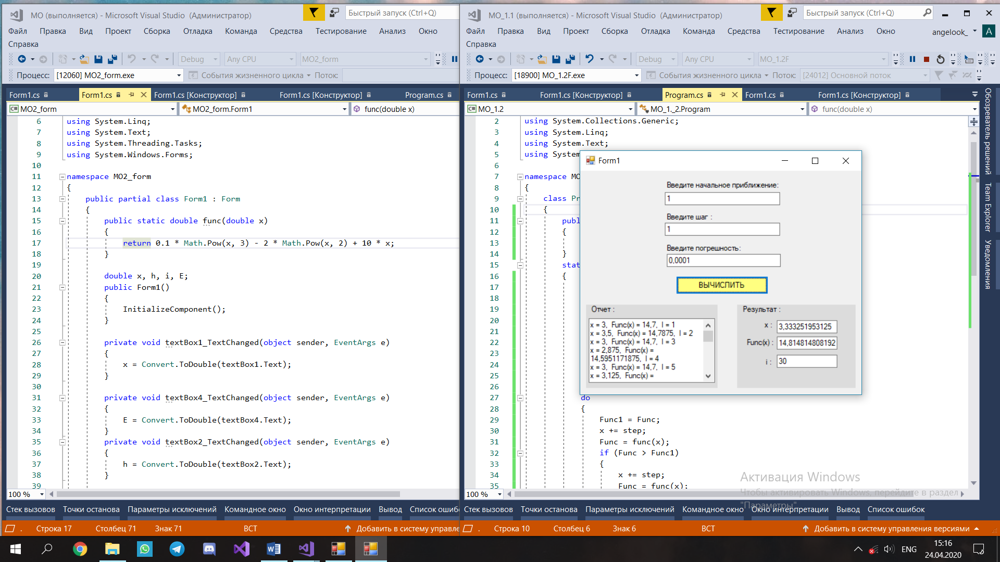 MO (выполняется) - Microsoft Visual Studio (Администратор)
Быстрый запуск (Ctrl+Q)
Файл Правка Вид Проект Сборка Отладка Команда Средства Тестирование Анализ Окно
Справка
Debug Any CPU MO2_form
Процесс: [12060] MO2_form.exe События жизненного цикла Поток:
Form1.cs Form1.cs Form1.cs [Конструктор] Form1.cs [Конструктор] Program.cs
C# MO2_form MO2_form.Form1 func(double x)
6 using System.Linq;
7 using System.Text;
8 using System.Threading.Tasks;
9 using System.Windows.Forms;
10
11 namespace MO2_form
12 {
13 public partial class Form1 : Form
14 {
15 public static double func(double x)
16 {
17 return 0.1 * Math.Pow(x, 3) - 2 * Math.Pow(x, 2) + 10 * x;
18 }
19
20 double x, h, i, E;
21 public Form1()
22 {
23 InitializeComponent();
24 }
25
26 private void textBox1_TextChanged(object sender, EventArgs e)
27 {
28 x = Convert.ToDouble(textBox1.Text);
29 }
30
31 private void textBox4_TextChanged(object sender, EventArgs e)
32 {
33 E = Convert.ToDouble(textBox4.Text);
34 }
35 private void textBox2_TextChanged(object sender, EventArgs e)
36 {
37 h = Convert.ToDouble(textBox2.Text);
38 }
39
100 %
Стек вызовов Точки останова Параметры исключений Командное окно Окно интерпретации Вывод Список ошибо
. Строка 17 Столбец 71 Знак 71 ВСТ Добавить в систему управле
MO_1.1 (выполняется) - Microsoft Visual Studio (Администратор)
Быстрый запуск (Ctrl+Q)
Файл Правка Вид Проект Сборка Отладка Команда Средства Тестирование Анализ Окно
angelook_ A
Справка
Debug Any CPU MO_1.2F
Процесс: [18900] MO_1.2F.exe События жизненного цикла Поток: [24012] Основной поток
Form1.cs Form1.cs [Конструктор] Program.cs Form1.cs Form1.cs [Конструктор]
C# MO_1.2 MO_1._2.Program func(double x)
2 using System.Collections.Generic;
3 using System.Linq;
4 using System.Text;
5 using System
6
7 namespace MO
8 {
9 class Pr
10 {
11 publ
12 {
13
14 }
15 stat
16 {
17
18
19
20
21
22
23
24
25
26
27 do
28 {
29 Func1 = Func;
30 x += step;
31 Func = func(x);
32 if (Func > Func1)
33 {
34 x += step;
35 Func = func(x);
100 %
Стек вызовов Точки останова Параметры исключений Командное окно Окно интерпретации Вывод Список ошибок
. Строка 10 Столбец 6 Знак 6 ВСТ Добавить в систему управления версиями
Обозреватель решений
Team Explorer
Уведомления
Form1
Введите начальное приближение:
1
Введите шаг :
1
Введите погрешность:
0,0001
ВЫЧИСЛИТЬ
Отчет :
x = 3, Func(x) = 14,7, I = 1
x = 3,5, Func(x) = 14,7875, I = 2
x = 3, Func(x) = 14,7, I = 3
x = 2,875, Func(x) =
14,5951171875, I = 4
x = 3, Func(x) = 14,7, I = 5
x = 3,125, Func(x) =
Результат :
x : 3,333251953125
Func(x) : 14,814814808192
i : 30
Активация Windows
Чтобы активировать Windows, перейдите в раздел
"Параметры"
ENG
15:16
24.04.2020